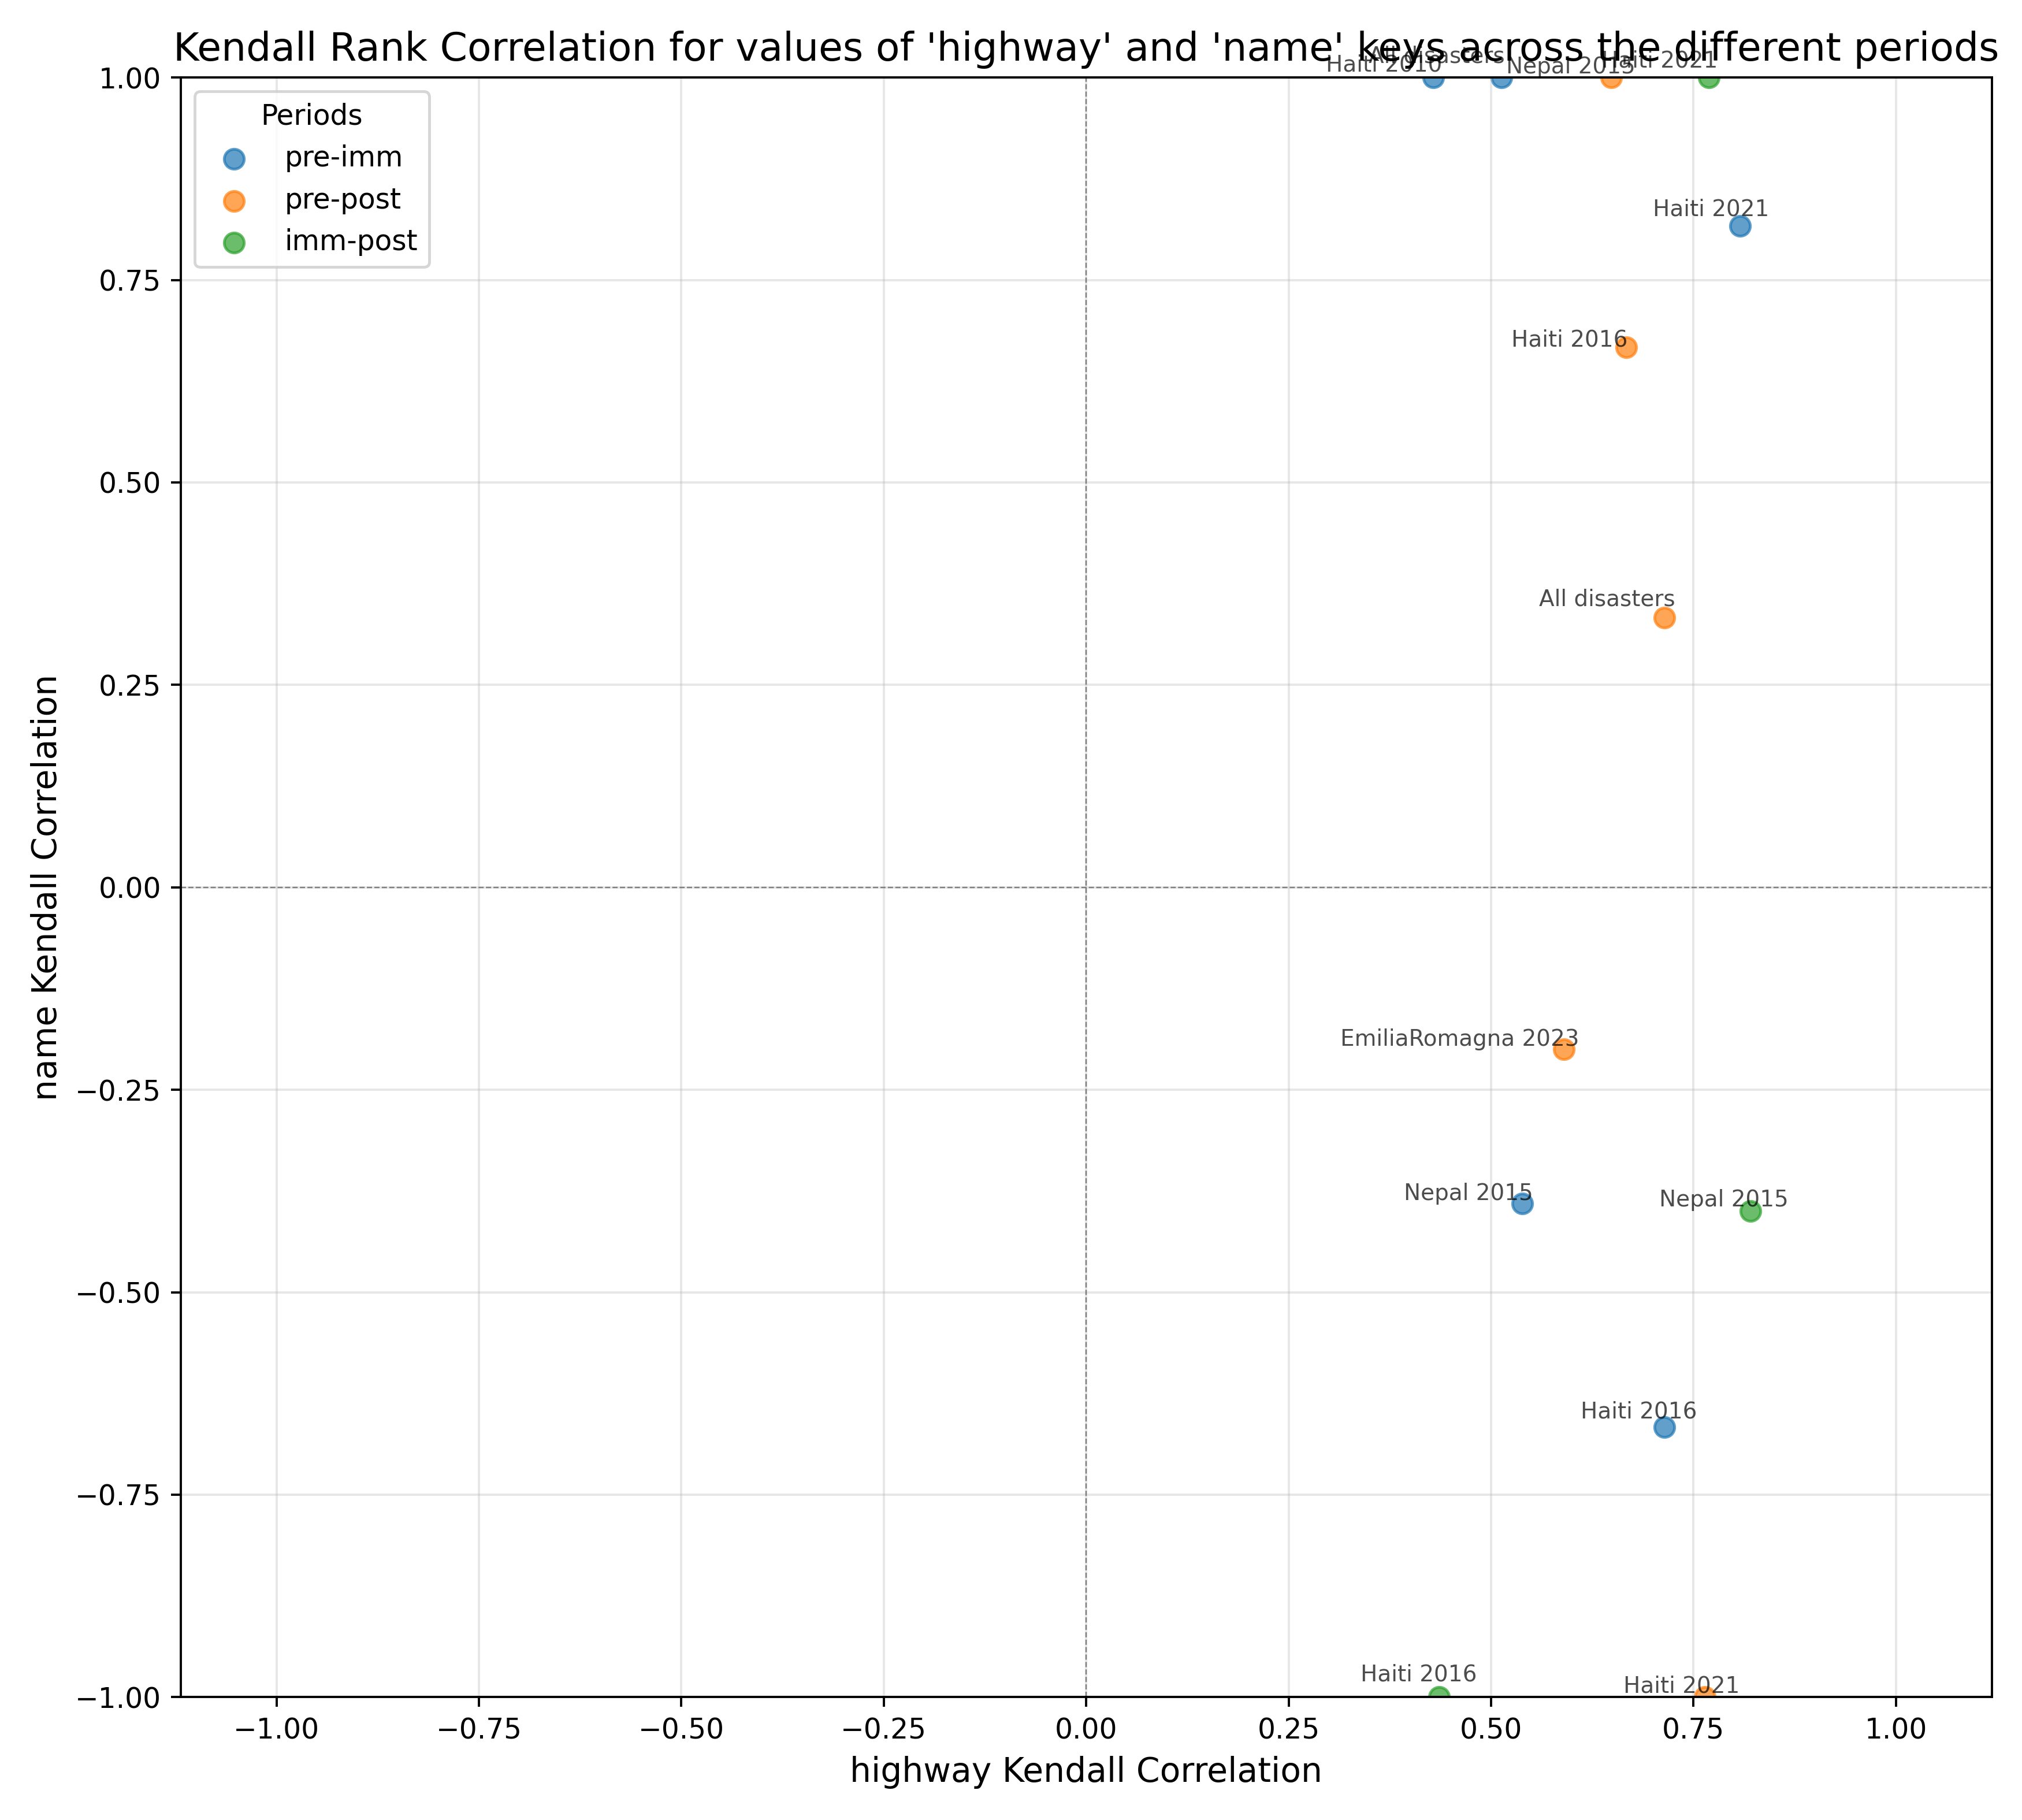 Kendall Rank Correlation for values of 'highway' and 'name' keys across the different periods
All disasters
Haiti 2010
Nepal 2015
Haiti 2021
1.00
Periods
pre-imm
pre-post
imm-post
Haiti 2021
0.75
Haiti 2016
0.50
All disasters
0.25
name Kendall Correlation
0.00
EmiliaRomagna 2023
−0.25
Nepal 2015
Nepal 2015
−0.50
Haiti 2016
−0.75
Haiti 2016
Haiti 2021
−1.00
−1.00
−0.75
−0.50
−0.25
0.00
0.25
0.50
0.75
1.00
highway Kendall Correlation